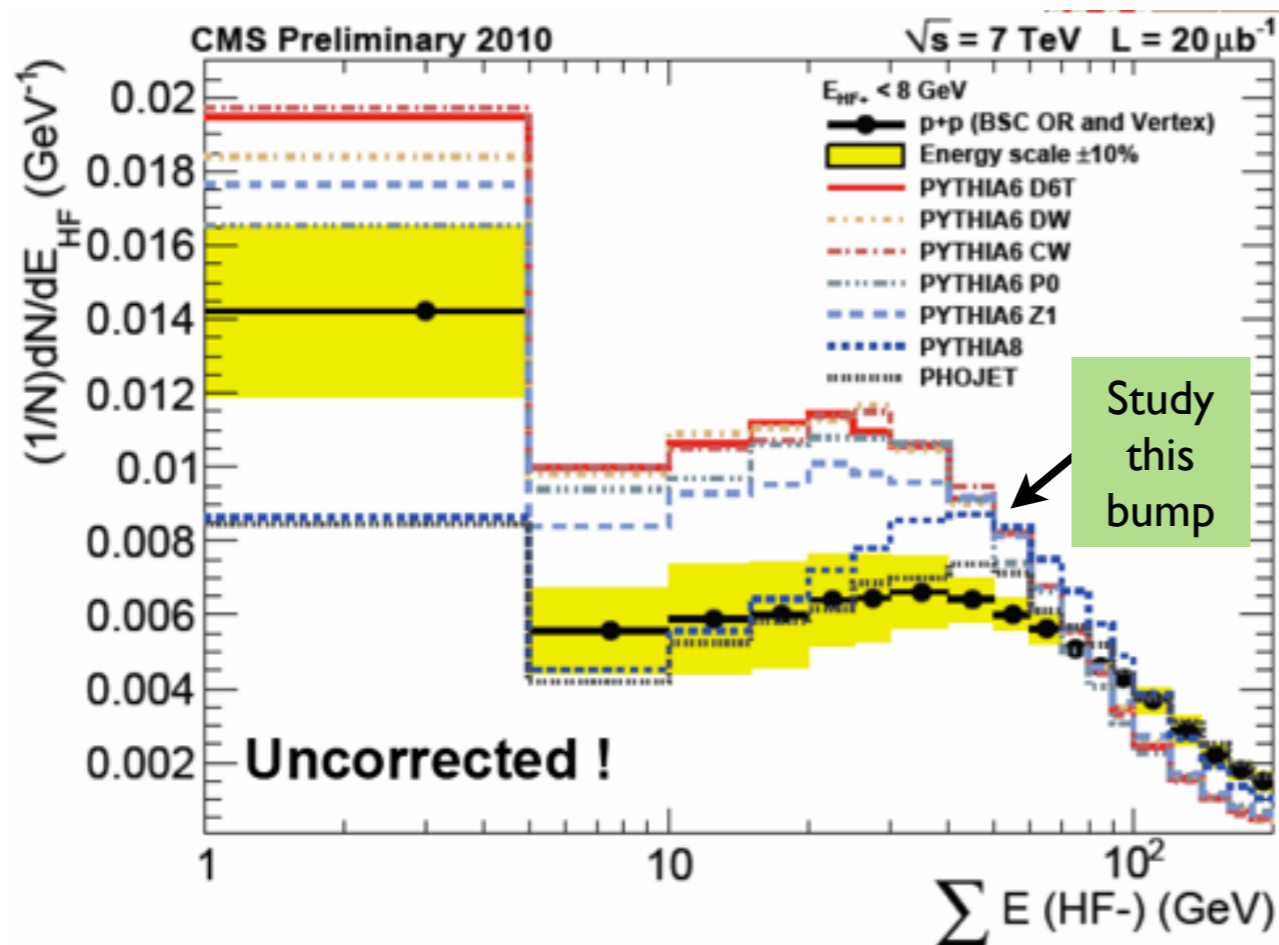 CMS Preliminary 2010
√s = 7 TeV L = 20 μb⁻¹
(1/N)dN/dE_HF (GeV⁻¹)
0.02
0.018
0.016
0.014
0.012
0.01
0.008
0.006
0.004
0.002
E_HF+ < 8 GeV
p+p (BSC OR and Vertex)
Energy scale ±10%
PYTHIA6 D6T
PYTHIA6 DW
PYTHIA6 CW
PYTHIA6 P0
PYTHIA6 Z1
PYTHIA8
PHOJET
Study
this
bump
Uncorrected !
1 10 10²
∑ E (HF-) (GeV)